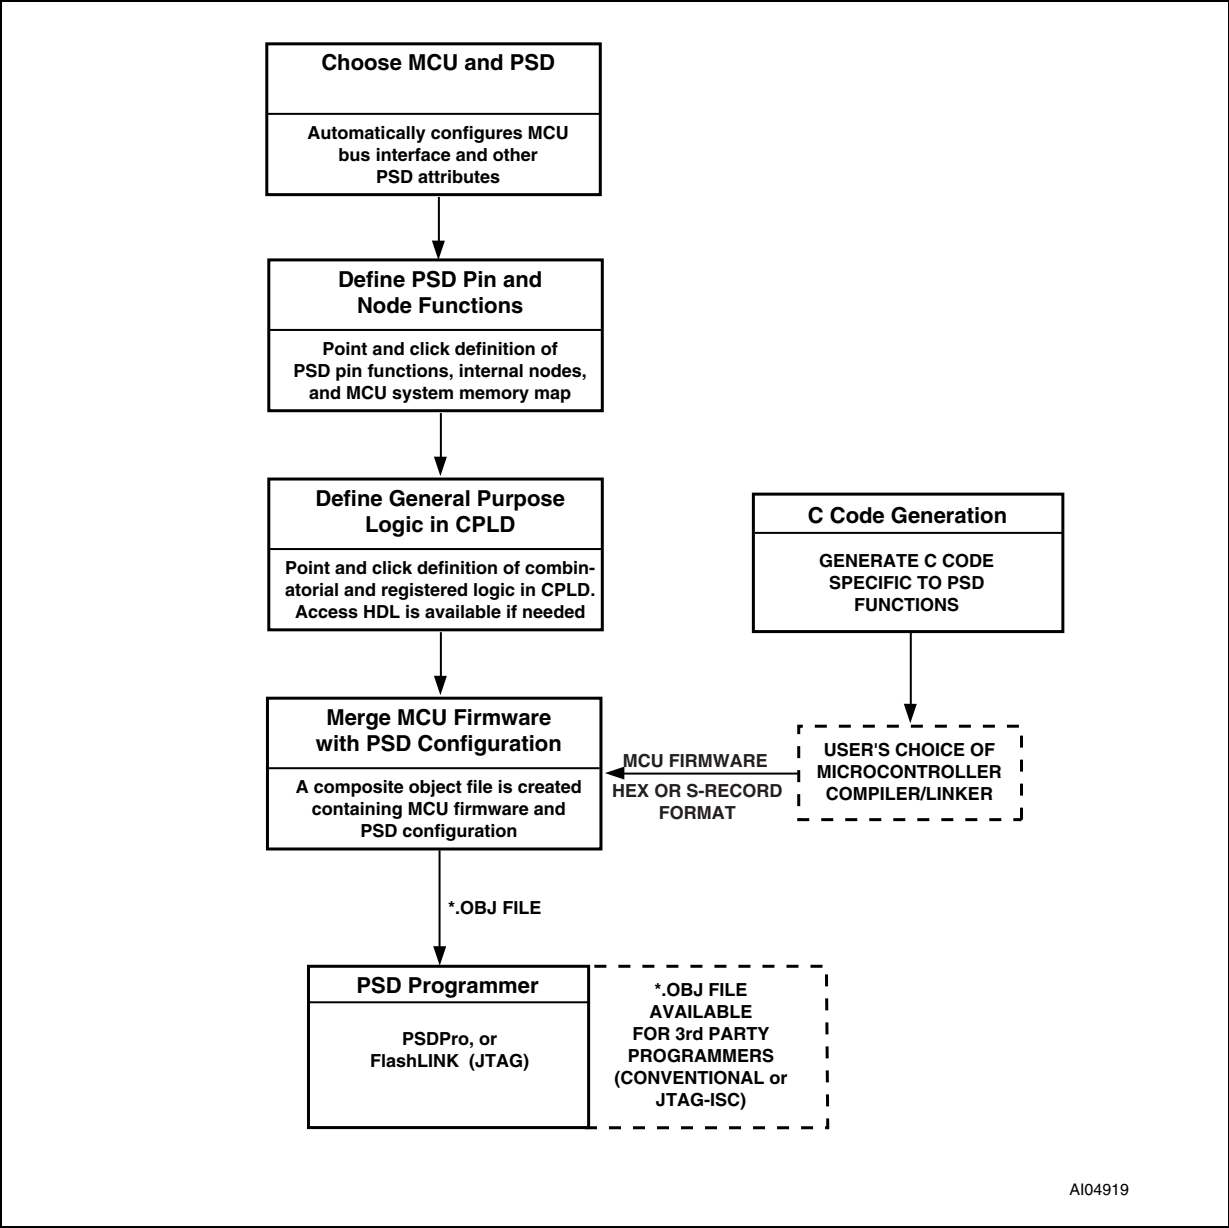 Choose MCU and PSD
Automatically configures MCU
bus interface and other
PSD attributes
Define PSD Pin and
Node Functions
Point and click definition of
PSD pin functions, internal nodes,
and MCU system memory map
Define General Purpose
Logic in CPLD
Point and click definition of combin-
atorial and registered logic in CPLD.
Access HDL is available if needed
C Code Generation
GENERATE C CODE
SPECIFIC TO PSD
FUNCTIONS
Merge MCU Firmware
with PSD Configuration
A composite object file is created
containing MCU firmware and
PSD configuration
MCU FIRMWARE
HEX OR S-RECORD
FORMAT
USER'S CHOICE OF
MICROCONTROLLER
COMPILER/LINKER
*.OBJ FILE
PSD Programmer
PSDPro, or
FlashLINK (JTAG)
*.OBJ FILE
AVAILABLE
FOR 3rd PARTY
PROGRAMMERS
(CONVENTIONAL or
JTAG-ISC)
AI04919